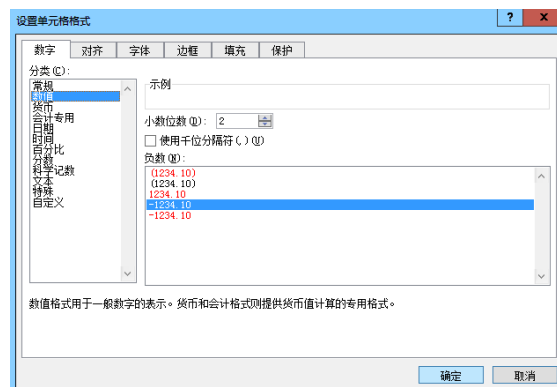 设置单元格格式
? x
数字 对齐 字体 边框 填充 保护
分类(C):
常规
数值
货币
会计专用
日期
时间
百分比
分数
科学记数
文本
特殊
自定义
示例
小数位数(D): 2
使用千位分隔符(,)(U)
负数(N):
(1234.10)
(1234.10)
1234.10
-1234.10
-1234.10
数值格式用于一般数字的表示。货币和会计格式则提供货币值计算的专用格式。
确定 取消